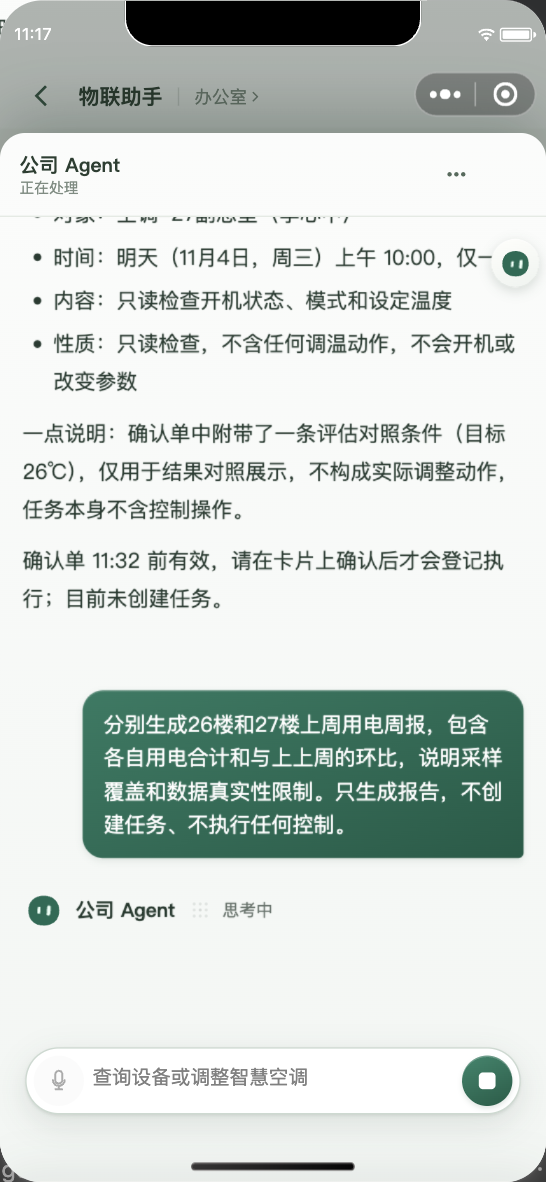 11:17
物联助手 办公室
公司 Agent
正在处理
时间：明天（11月4日，周三）上午 10:00，仅一
内容：只读检查开机状态、模式和设定温度
性质：只读检查，不含任何调温动作，不会开机或
改变参数
一点说明：确认单中附带了一条评估对照条件（目标
26℃），仅用于结果对照展示，不构成实际调整动作，
任务本身不含控制操作。
确认单 11:32 前有效，请在卡片上确认后才会登记执
行；目前未创建任务。
分别生成26楼和27楼上周用电周报，包含
各自用电合计和与上上周的环比，说明采样
覆盖和数据真实性限制。只生成报告，不创
建任务、不执行任何控制。
公司 Agent 思考中
查询设备或调整智慧空调